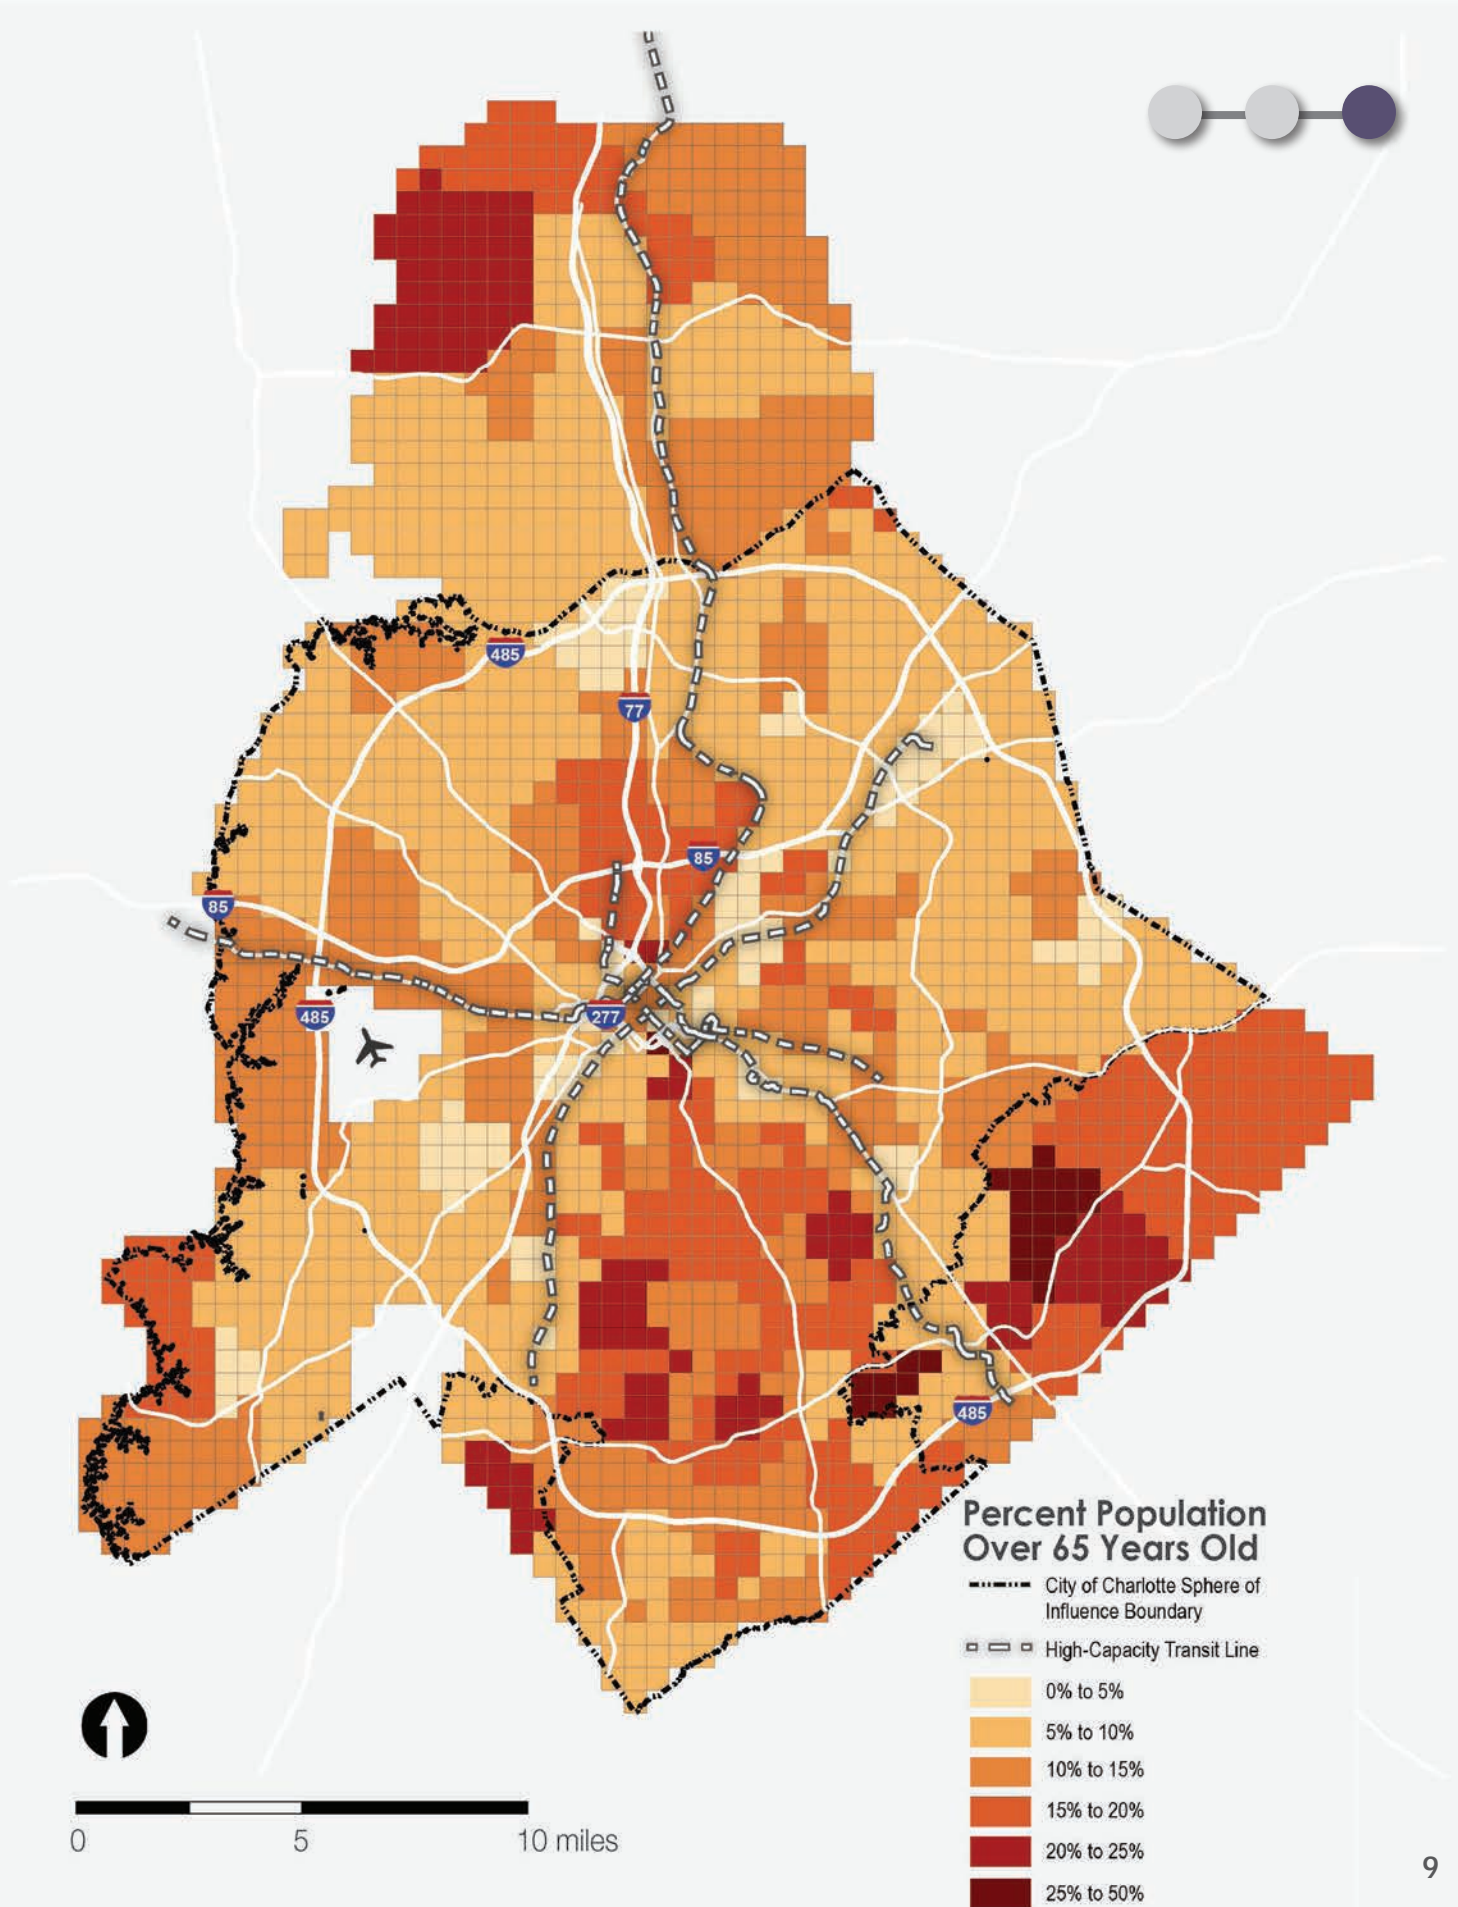 485
77
85
85
485
277
485
Percent Population
Over 65 Years Old
City of Charlotte Sphere of
Influence Boundary
High-Capacity Transit Line
0% to 5%
5% to 10%
10% to 15%
15% to 20%
20% to 25%
25% to 50%
0 5 10 miles
9